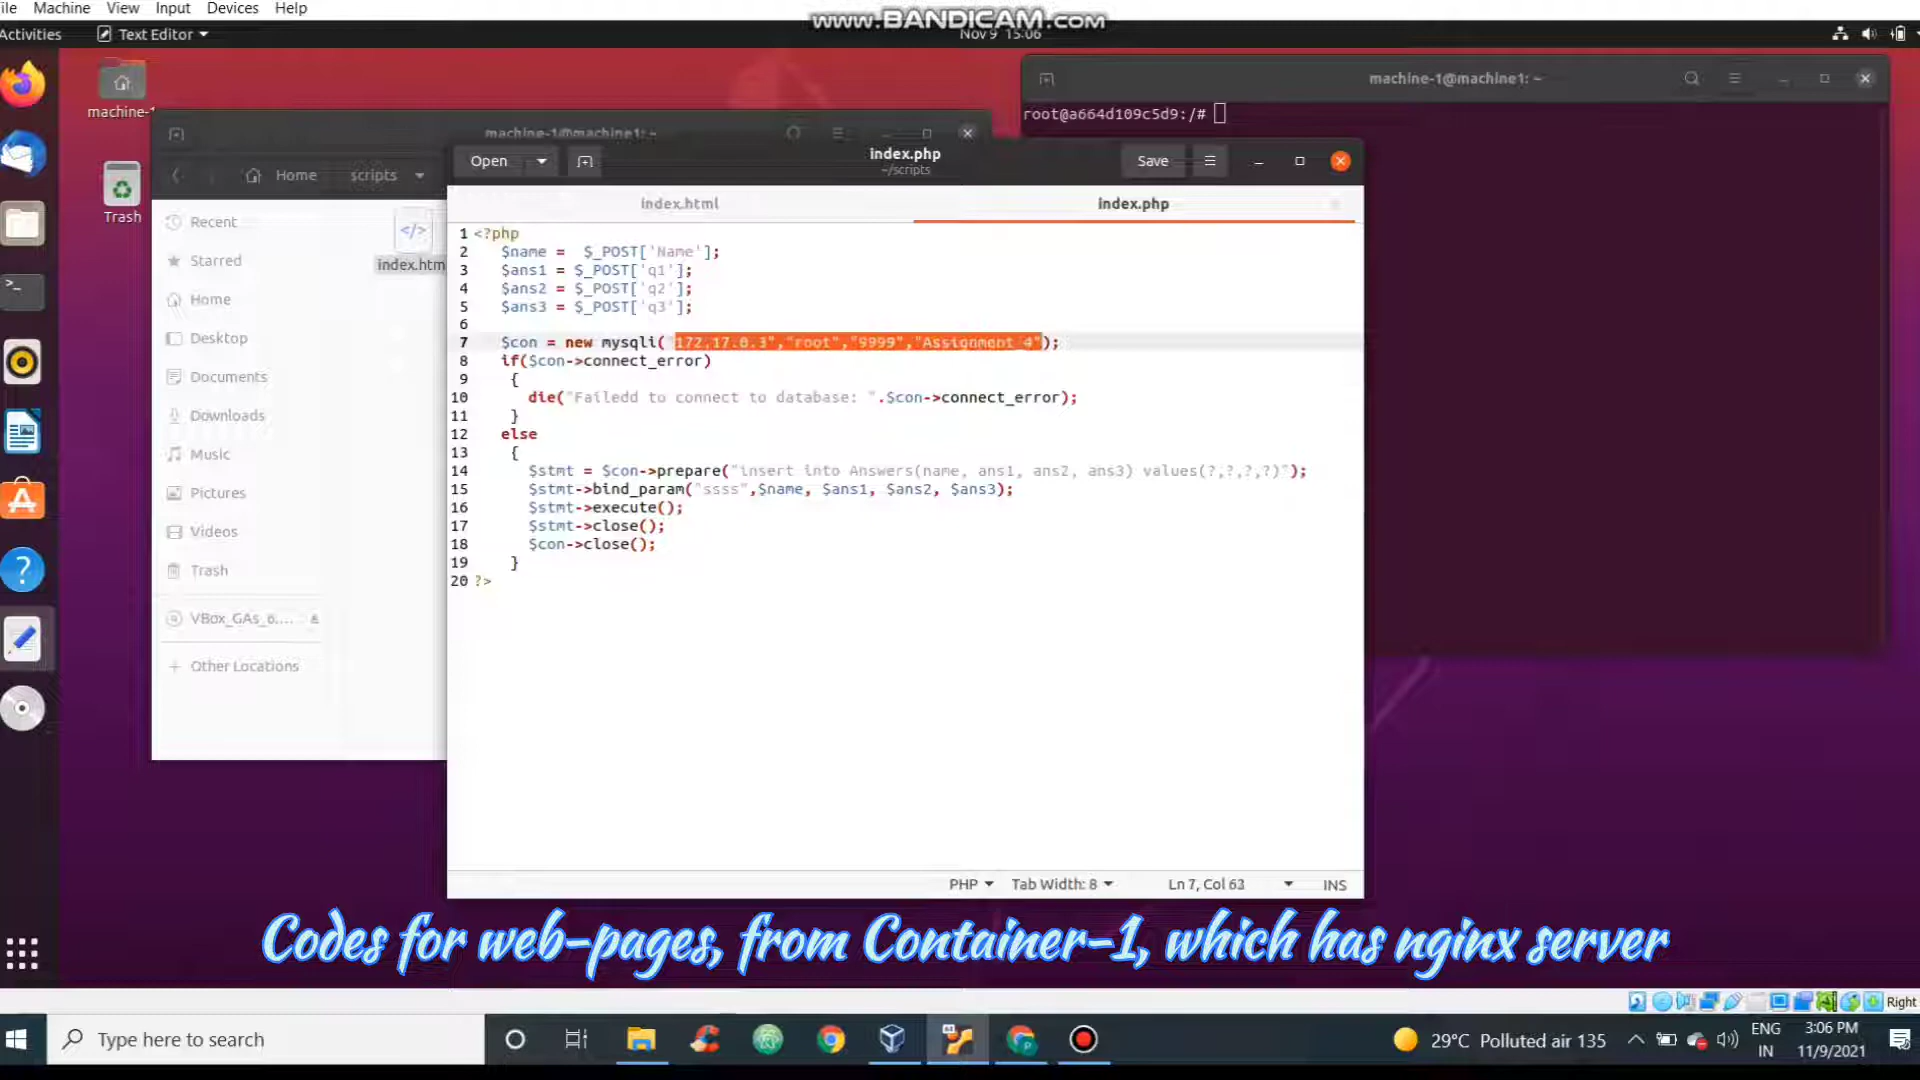 ile Machine View Input Devices Help
www.BANDICAM.com
Activities Text Editor
Nov 9 15:06
machine-1
Trash
machine-1@machine1: ~
root@a664d109c5d9:/#
machine-1@machine1: ~
Home scripts
Recent
Starred
Home
Desktop
Documents
Downloads
Music
Pictures
Videos
Trash
VBox_GAs_6....
+ Other Locations
</>
index.htm
Open
index.php
~/scripts
Save
index.html
index.php
1 <?php
2 $name = $_POST['Name'];
3 $ans1 = $_POST['q1'];
4 $ans2 = $_POST['q2'];
5 $ans3 = $_POST['q3'];
6
7 $con = new mysqli("172.17.0.3","root","9999","Assignment_4");
8 if($con->connect_error)
9 {
10 die("Failedd to connect to database: ".$con->connect_error);
11 }
12 else
13 {
14 $stmt = $con->prepare("insert into Answers(name, ans1, ans2, ans3) values(?,?,?,?)");
15 $stmt->bind_param("ssss",$name, $ans1, $ans2, $ans3);
16 $stmt->execute();
17 $stmt->close();
18 $con->close();
19 }
20 ?>
PHP Tab Width: 8 Ln 7, Col 63 INS
Codes for web-pages, from Container-1, which has nginx server
Right
Type here to search
29°C Polluted air 135
ENG
IN
3:06 PM
11/9/2021